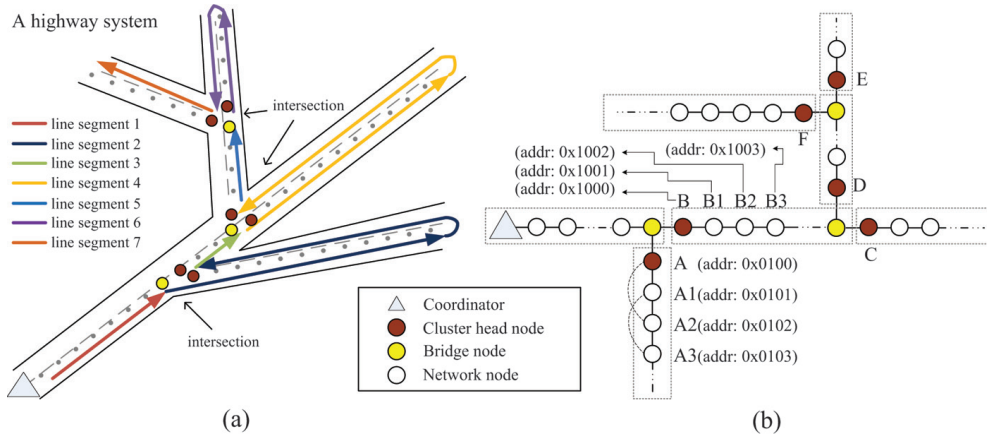 A highway system
intersection
line segment 1
line segment 2
line segment 3
line segment 4
line segment 5
line segment 6
line segment 7
intersection
(a)
E
F
(addr: 0x1002)
(addr: 0x1003)
(addr: 0x1001)
(addr: 0x1000)
D
B B1 B2 B3
C
A (addr: 0x0100)
A1(addr: 0x0101)
A2(addr: 0x0102)
A3(addr: 0x0103)
Coordinator
Cluster head node
Bridge node
Network node
(b)